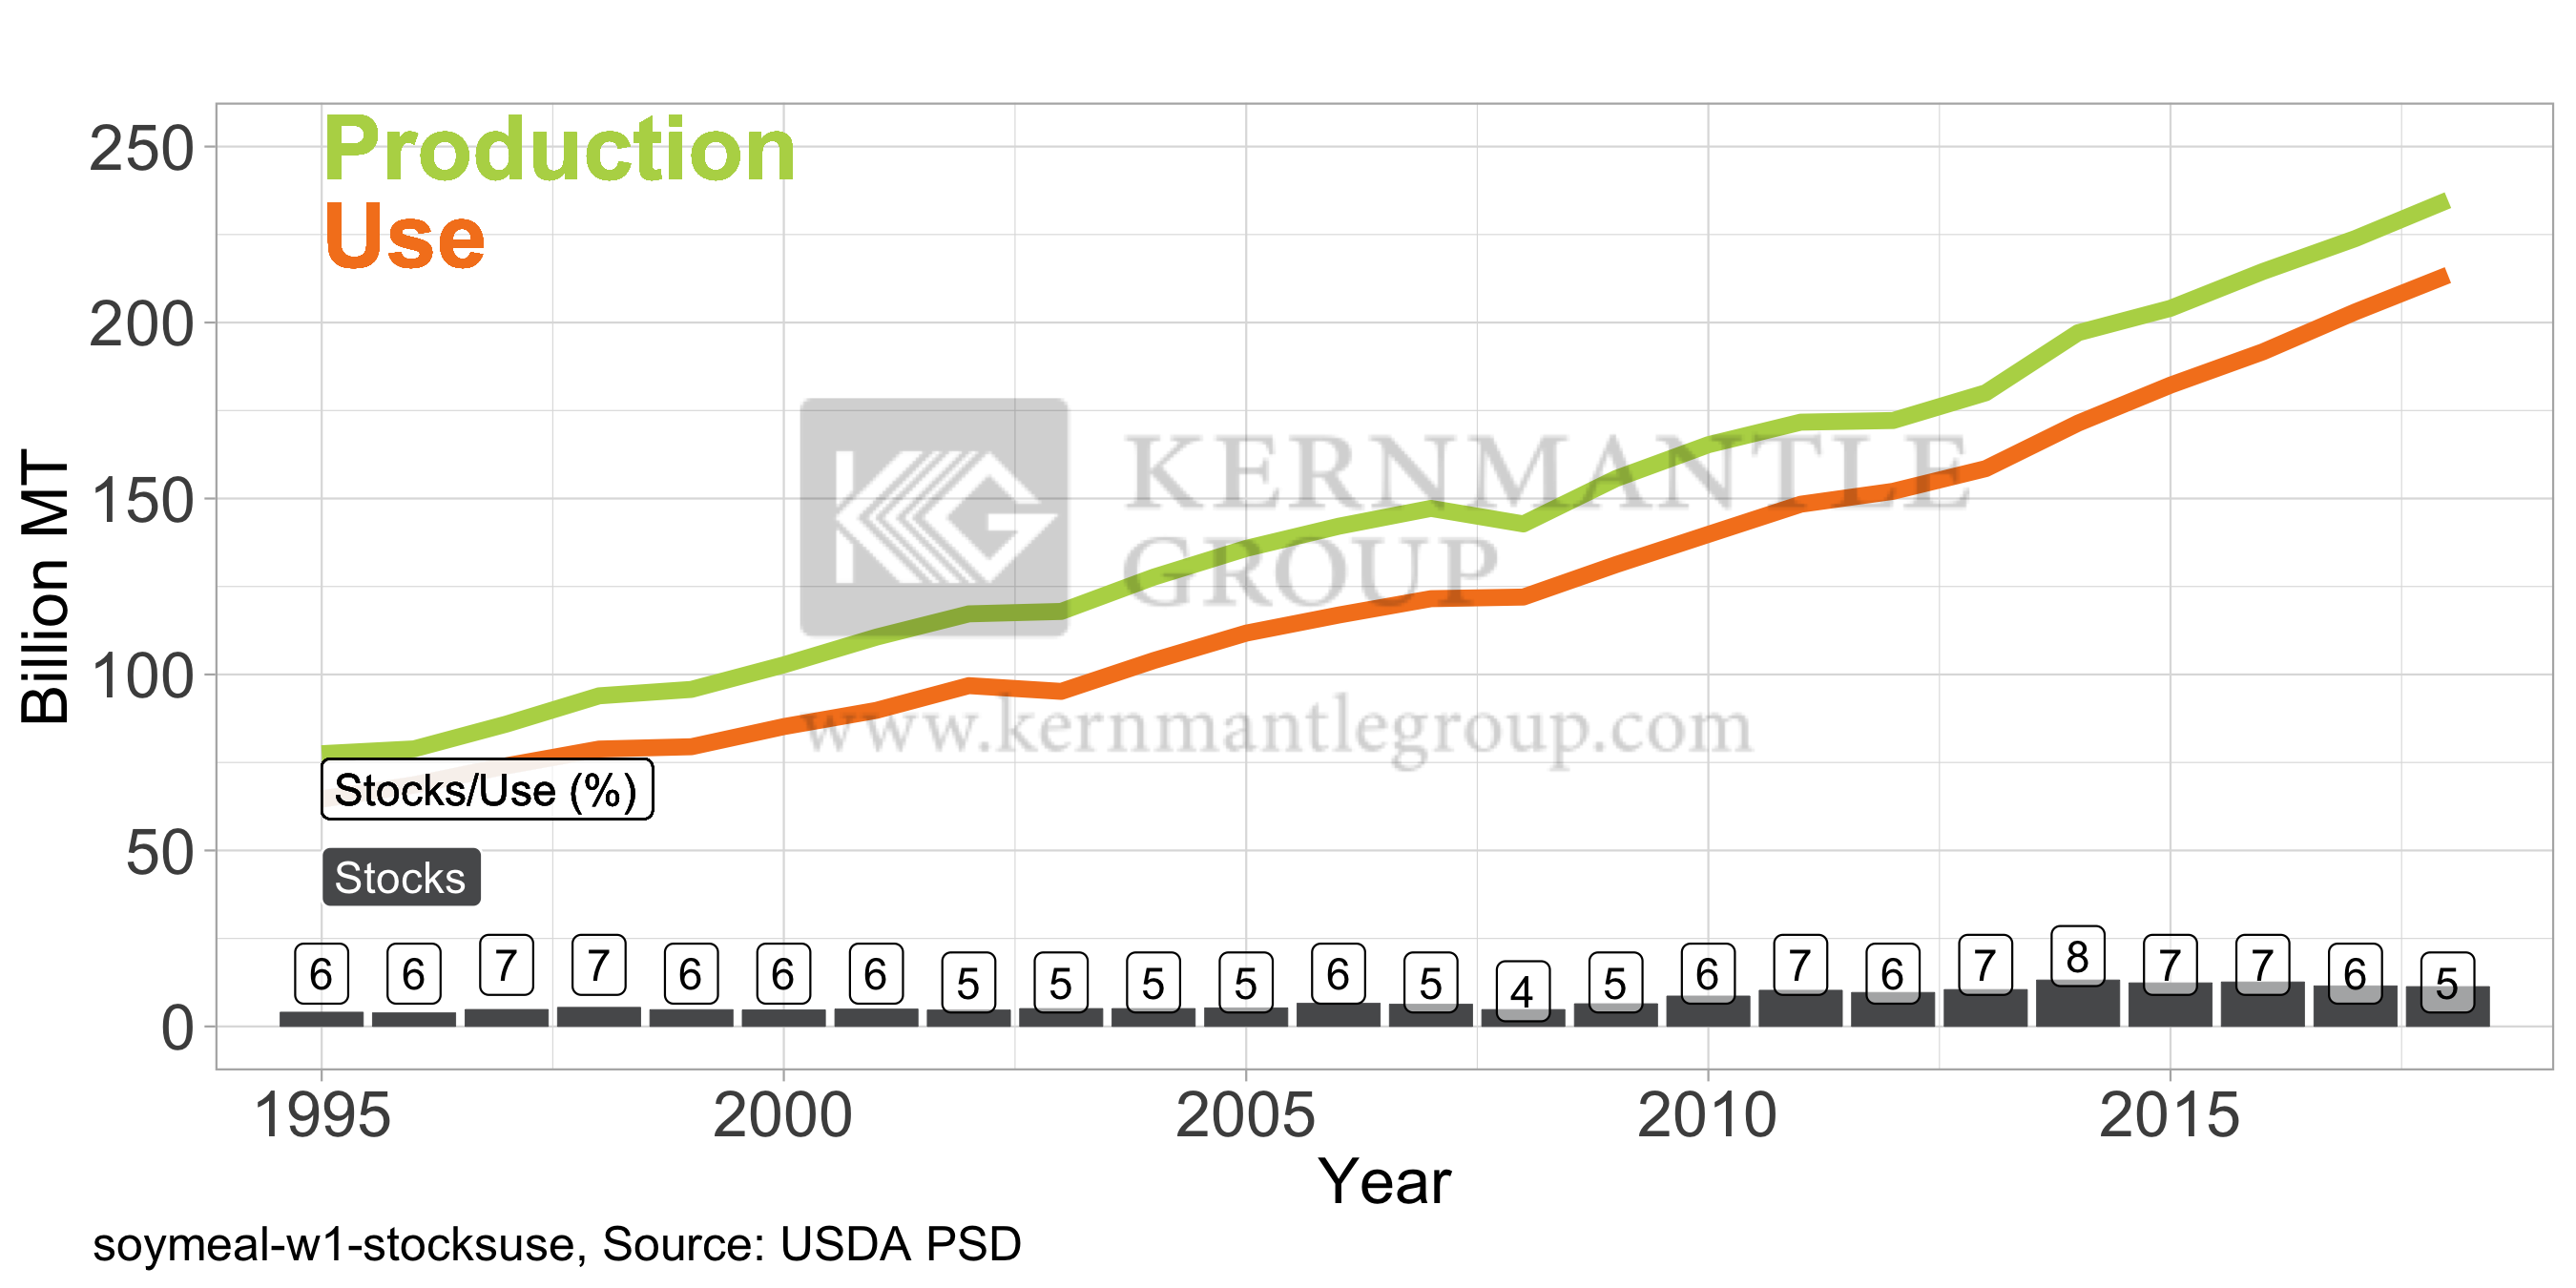 250
Production
Use
200
150
100
50
0
Billion MT
KG
KERNMANTLE
GROUP
www.kernmantlegroup.com
Stocks/Use (%)
Stocks
6 6 7 7 6 6 6 5 5 5 5 6 5 4 5 6 7 6 7 8 7 7 6 5
1995 2000 2005 2010 2015
Year
soymeal-w1-stocksuse, Source: USDA PSD